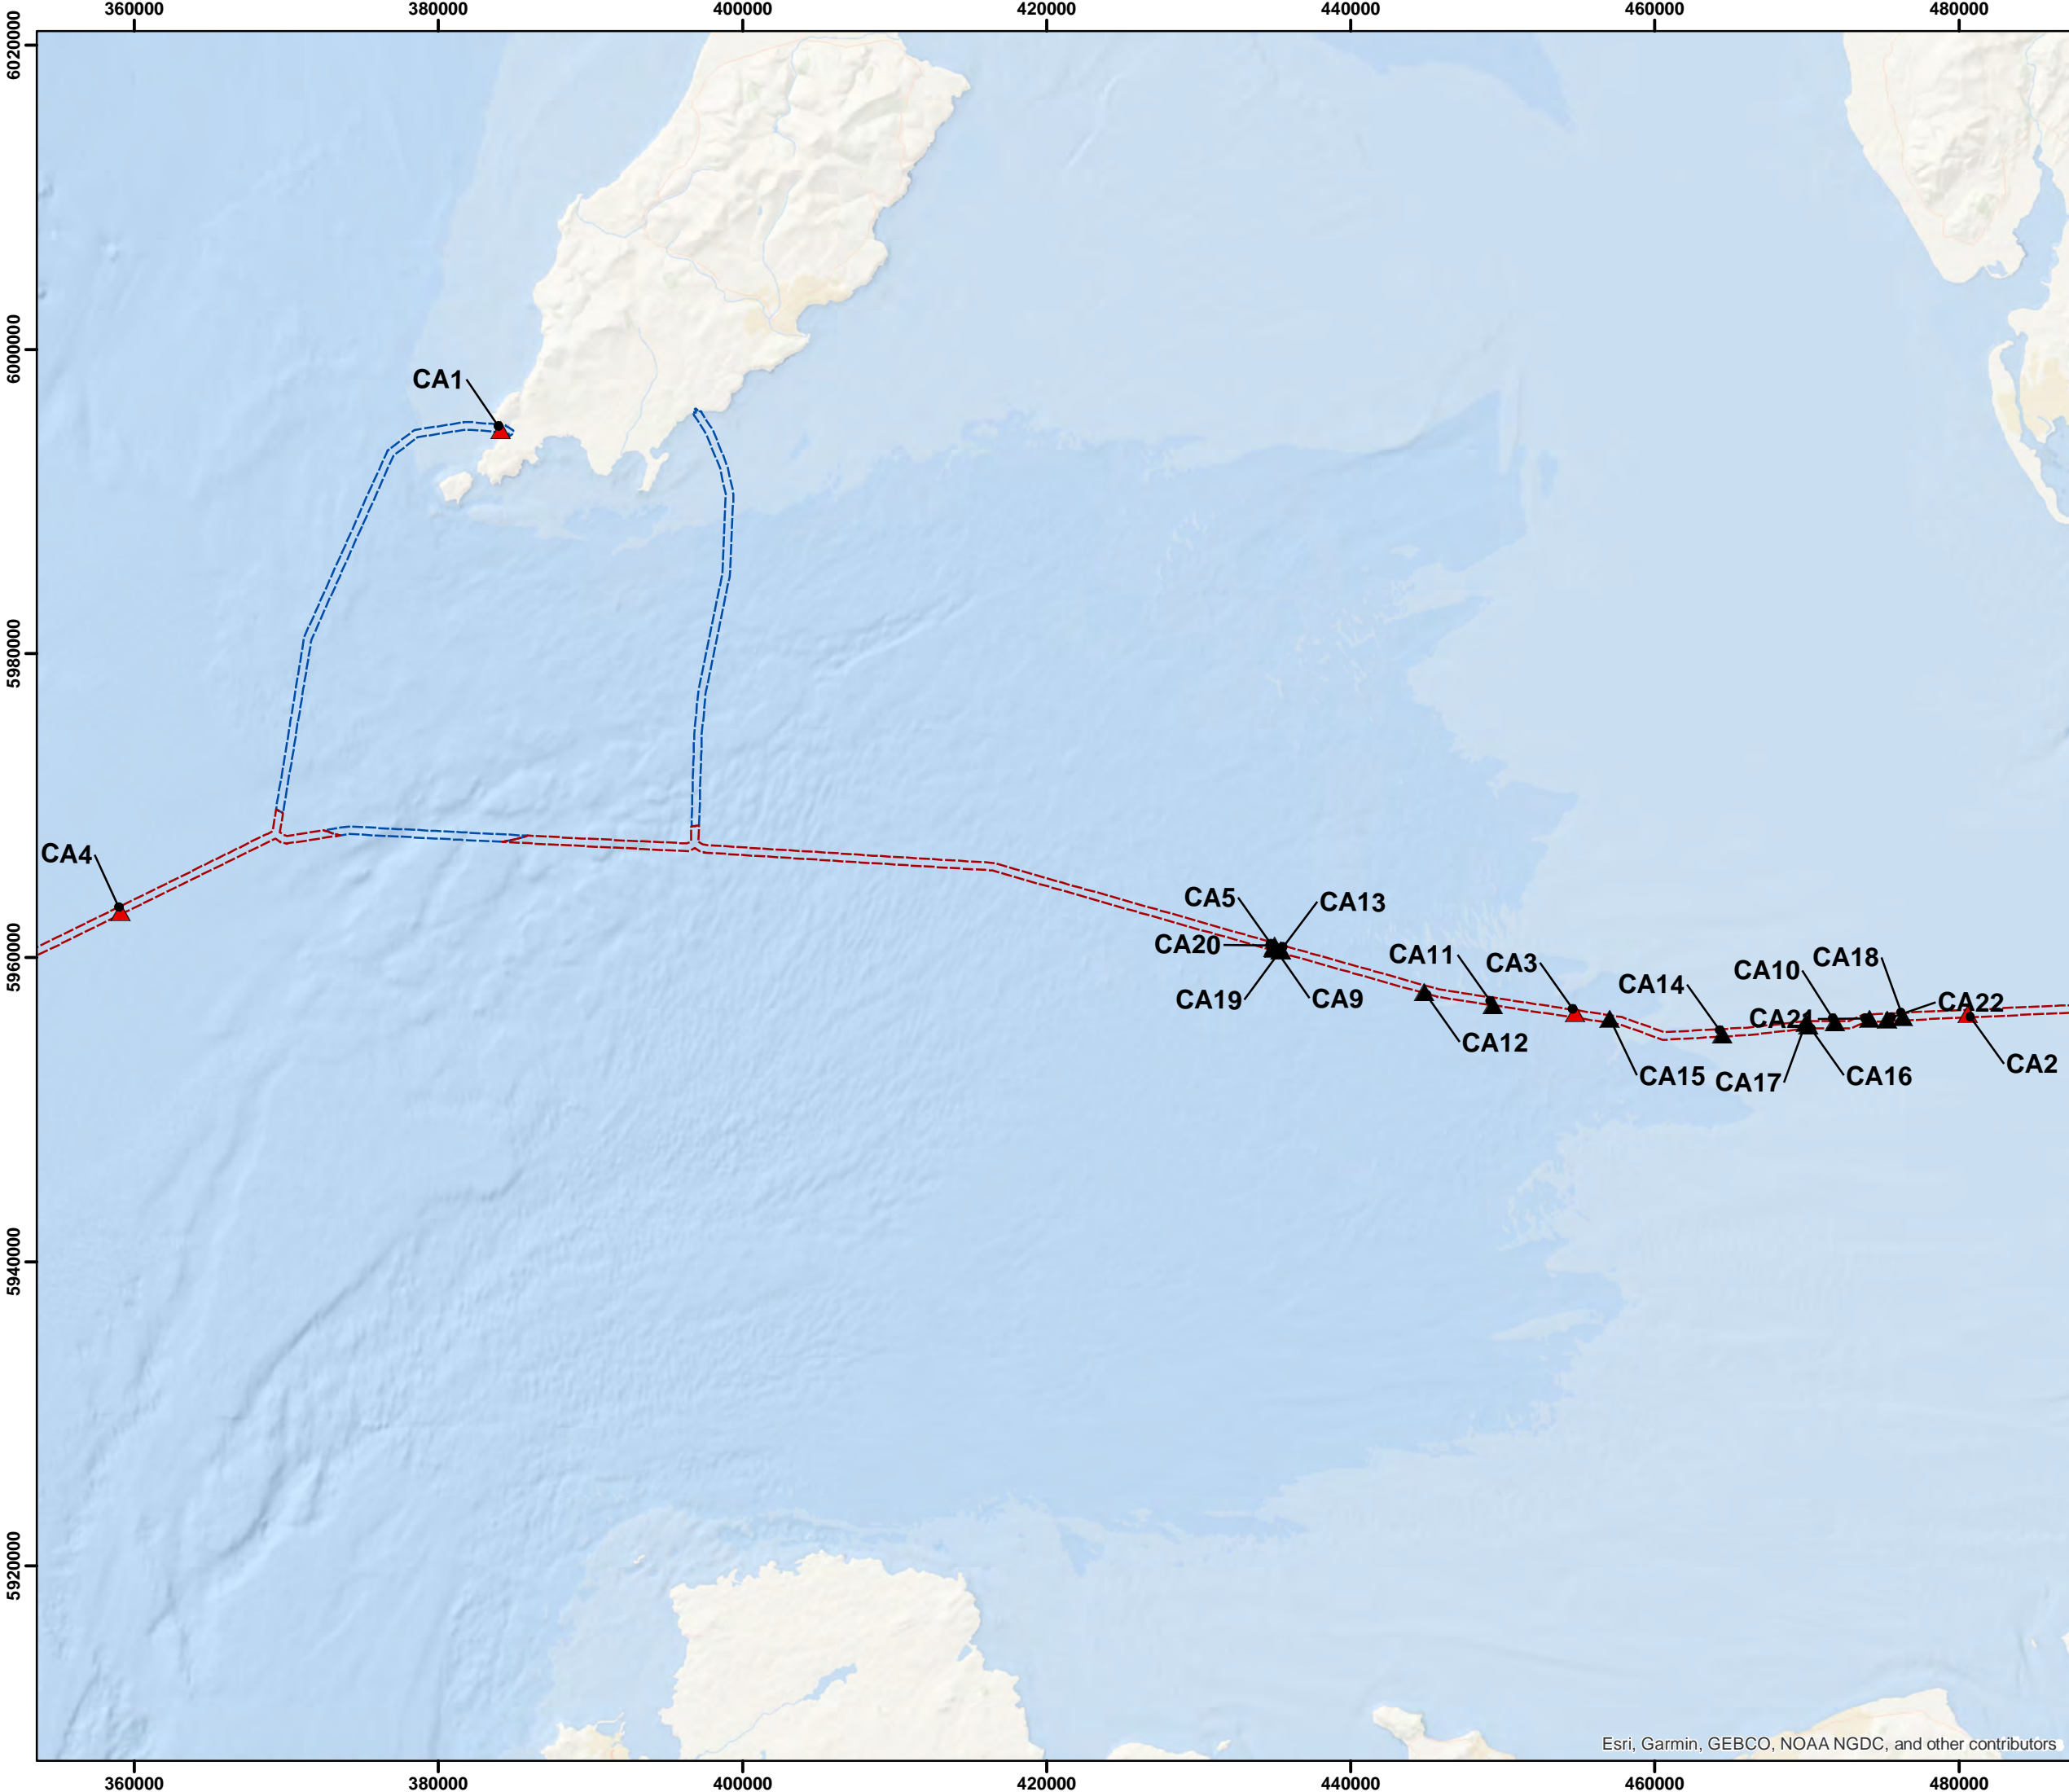 360000 380000 400000 420000 440000 460000 480000
6020000
6000000
CA1
5980000
CA4
CA5
CA13
CA20
CA19
CA9
5960000
CA11
CA3
CA12
CA14
CA15
CA10
CA18
CA21
CA22
CA17
CA16
CA2
5940000
5920000
Esri, Garmin, GEBCO, NOAA NGDC, and other contributors
360000 380000 400000 420000 440000 460000 480000